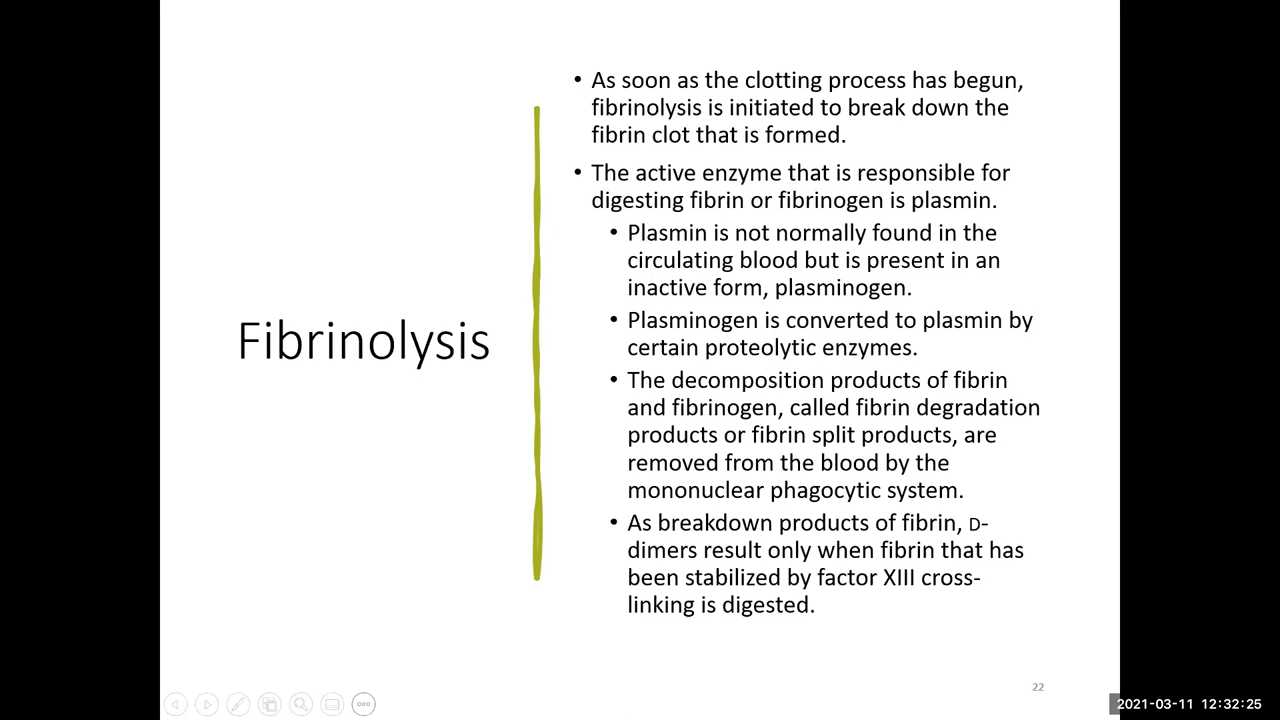 Fibrinolysis
• As soon as the clotting process has begun,
fibrinolysis is initiated to break down the
fibrin clot that is formed.
• The active enzyme that is responsible for
digesting fibrin or fibrinogen is plasmin.
• Plasmin is not normally found in the
circulating blood but is present in an
inactive form, plasminogen.
• Plasminogen is converted to plasmin by
certain proteolytic enzymes.
• The decomposition products of fibrin
and fibrinogen, called fibrin degradation
products or fibrin split products, are
removed from the blood by the
mononuclear phagocytic system.
• As breakdown products of fibrin, D-
dimers result only when fibrin that has
been stabilized by factor XIII cross-
linking is digested.
22
2021-03-11 12:32:25